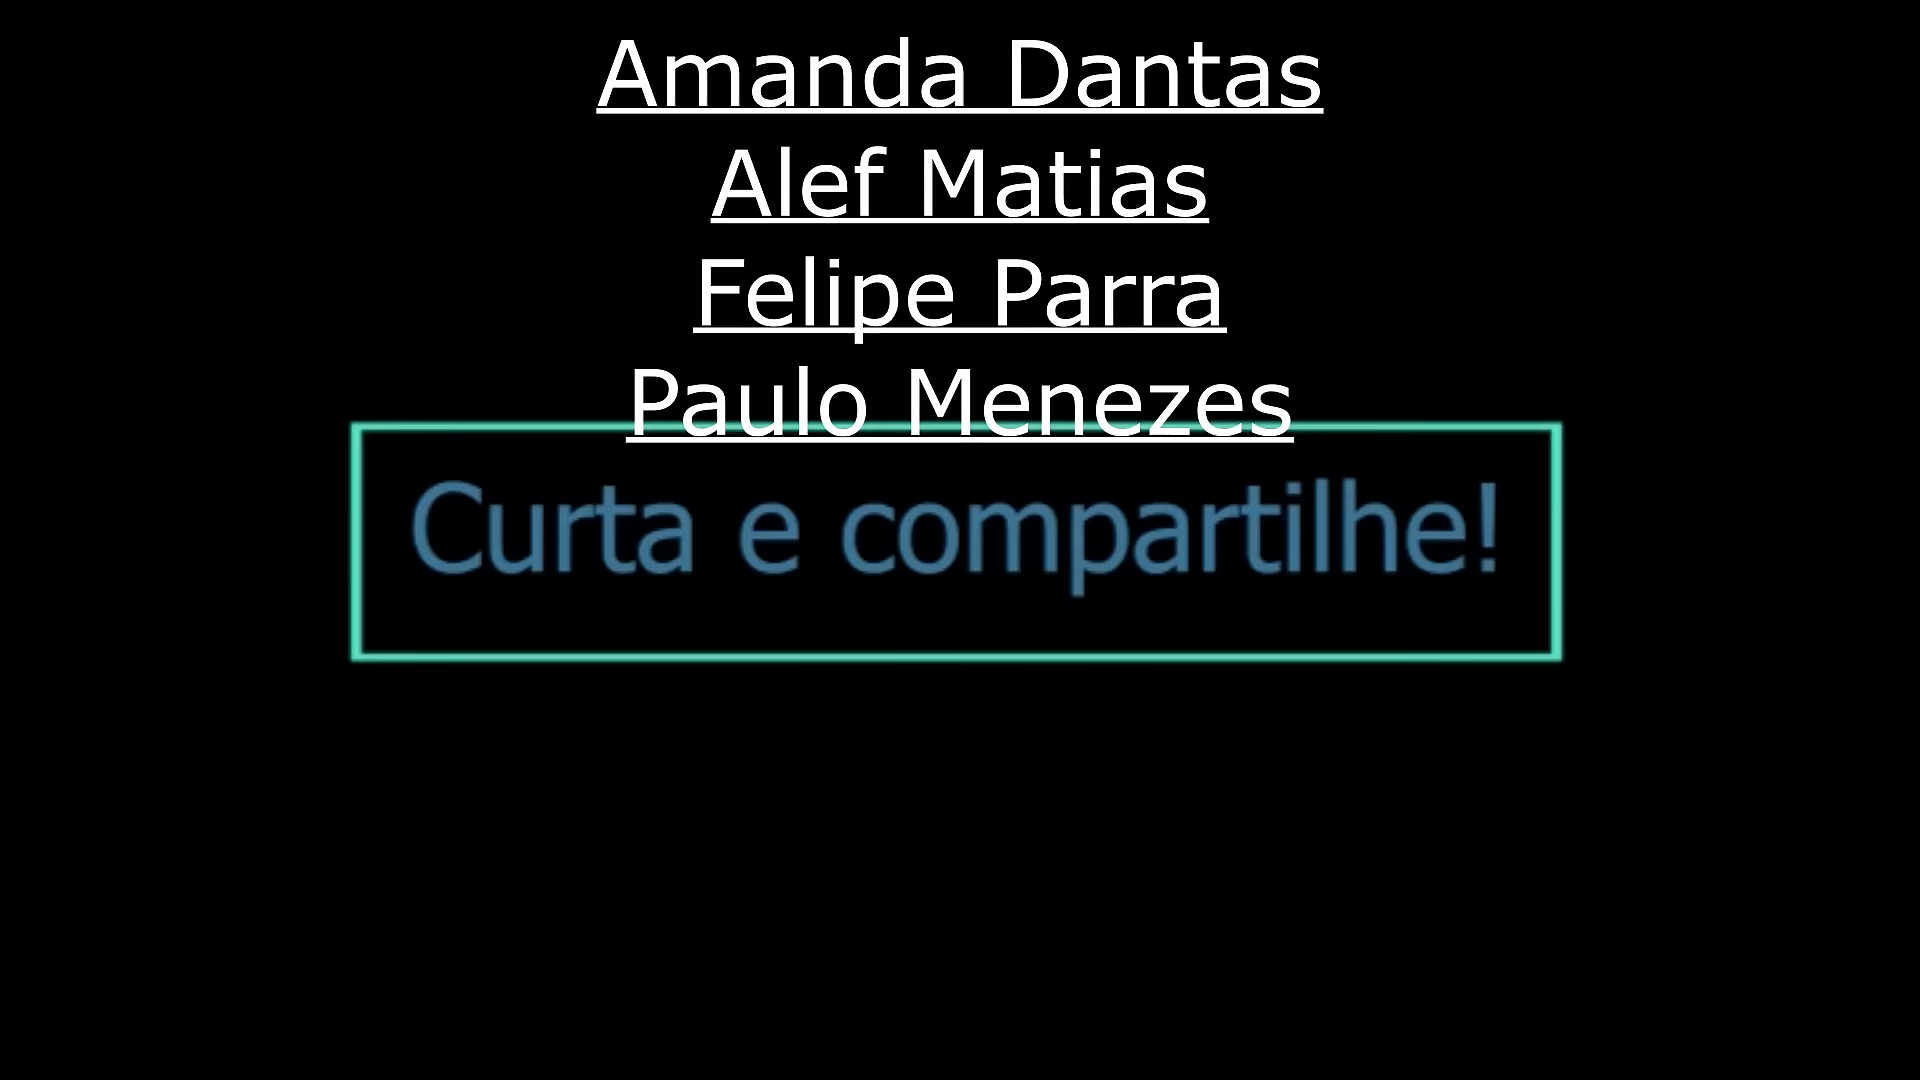 Amanda Dantas
Alef Matias
Felipe Parra
Paulo Menezes
Curta e compartilhe!